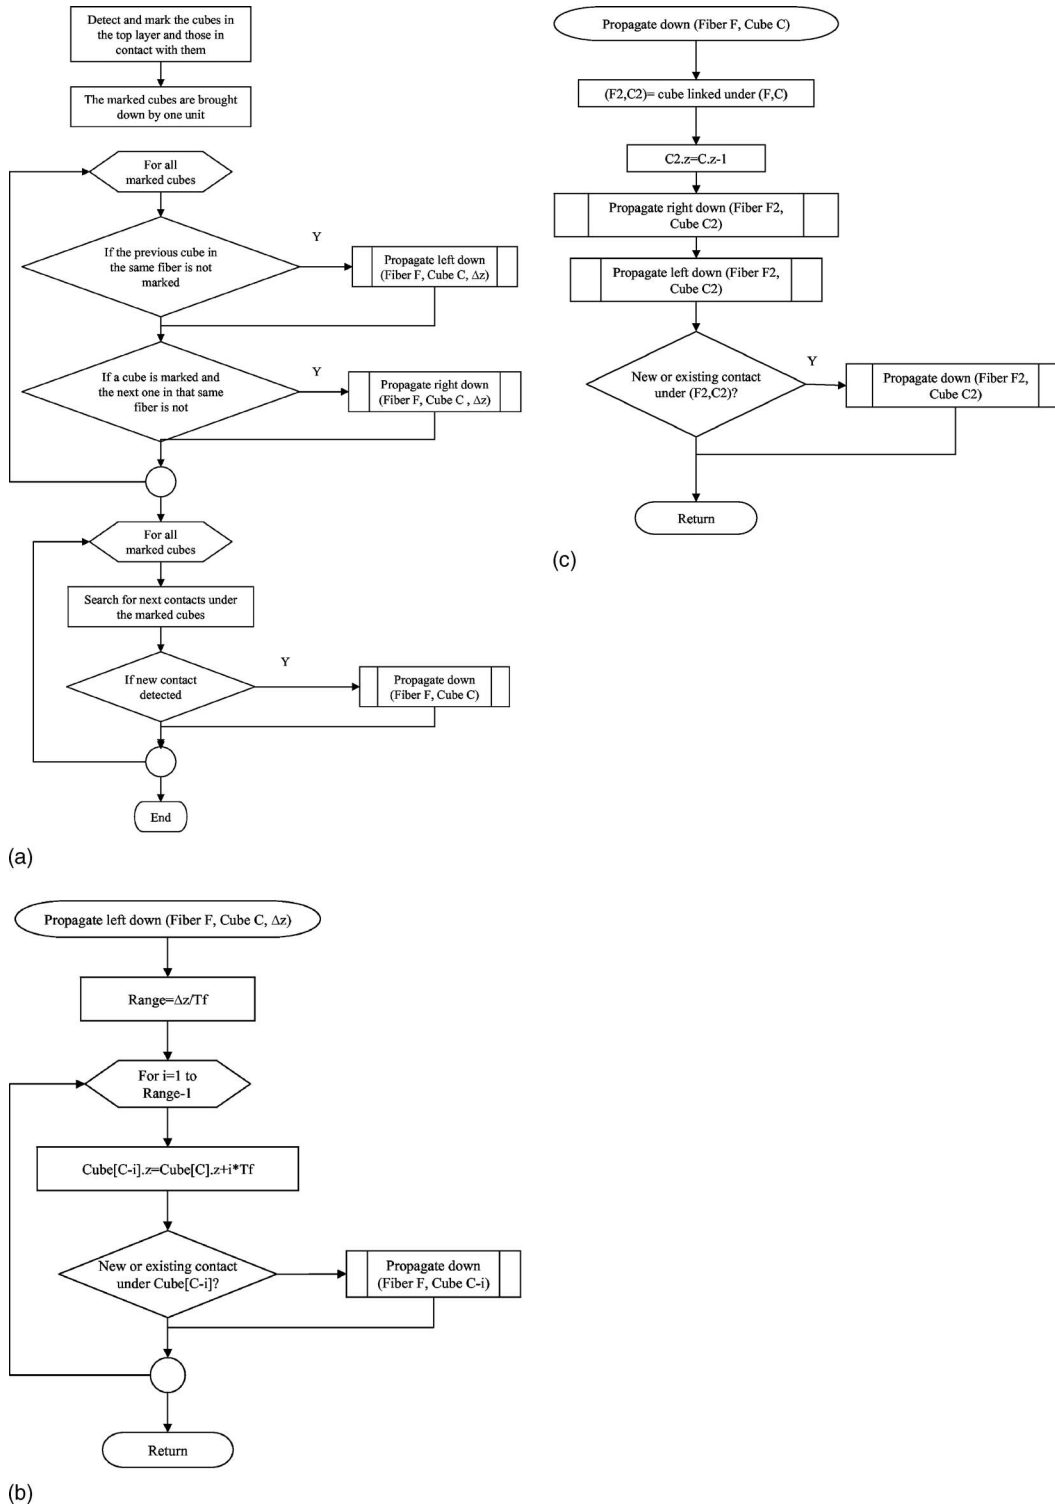 Detect and mark the cubes in
the top layer and those in
contact with them
The marked cubes are brought
down by one unit
For all
marked cubes
If the previous cube in
the same fiber is not
marked
Y
Propagate left down
(Fiber F, Cube C, Δz)
If a cube is marked and
the next one in that same
fiber is not
Y
Propagate right down
(Fiber F, Cube C , Δz)
For all
marked cubes
Search for next contacts under
the marked cubes
If new contact
detected
Y
Propagate down
(Fiber F, Cube C)
End
(a)
Propagate left down (Fiber F, Cube C, Δz)
Range=Δz/Tf
For i=1 to
Range-1
Cube[C-i].z=Cube[C].z+i*Tf
New or existing contact
under Cube[C-i]?
Propagate down
(Fiber F, Cube C-i)
Return
(b)
Propagate down (Fiber F, Cube C)
(F2,C2)= cube linked under (F,C)
C2.z=C.z-1
Propagate right down (Fiber F2,
Cube C2)
Propagate left down (Fiber F2,
Cube C2)
New or existing contact
under (F2,C2)?
Y
Propagate down (Fiber F2,
Cube C2)
Return
(c)